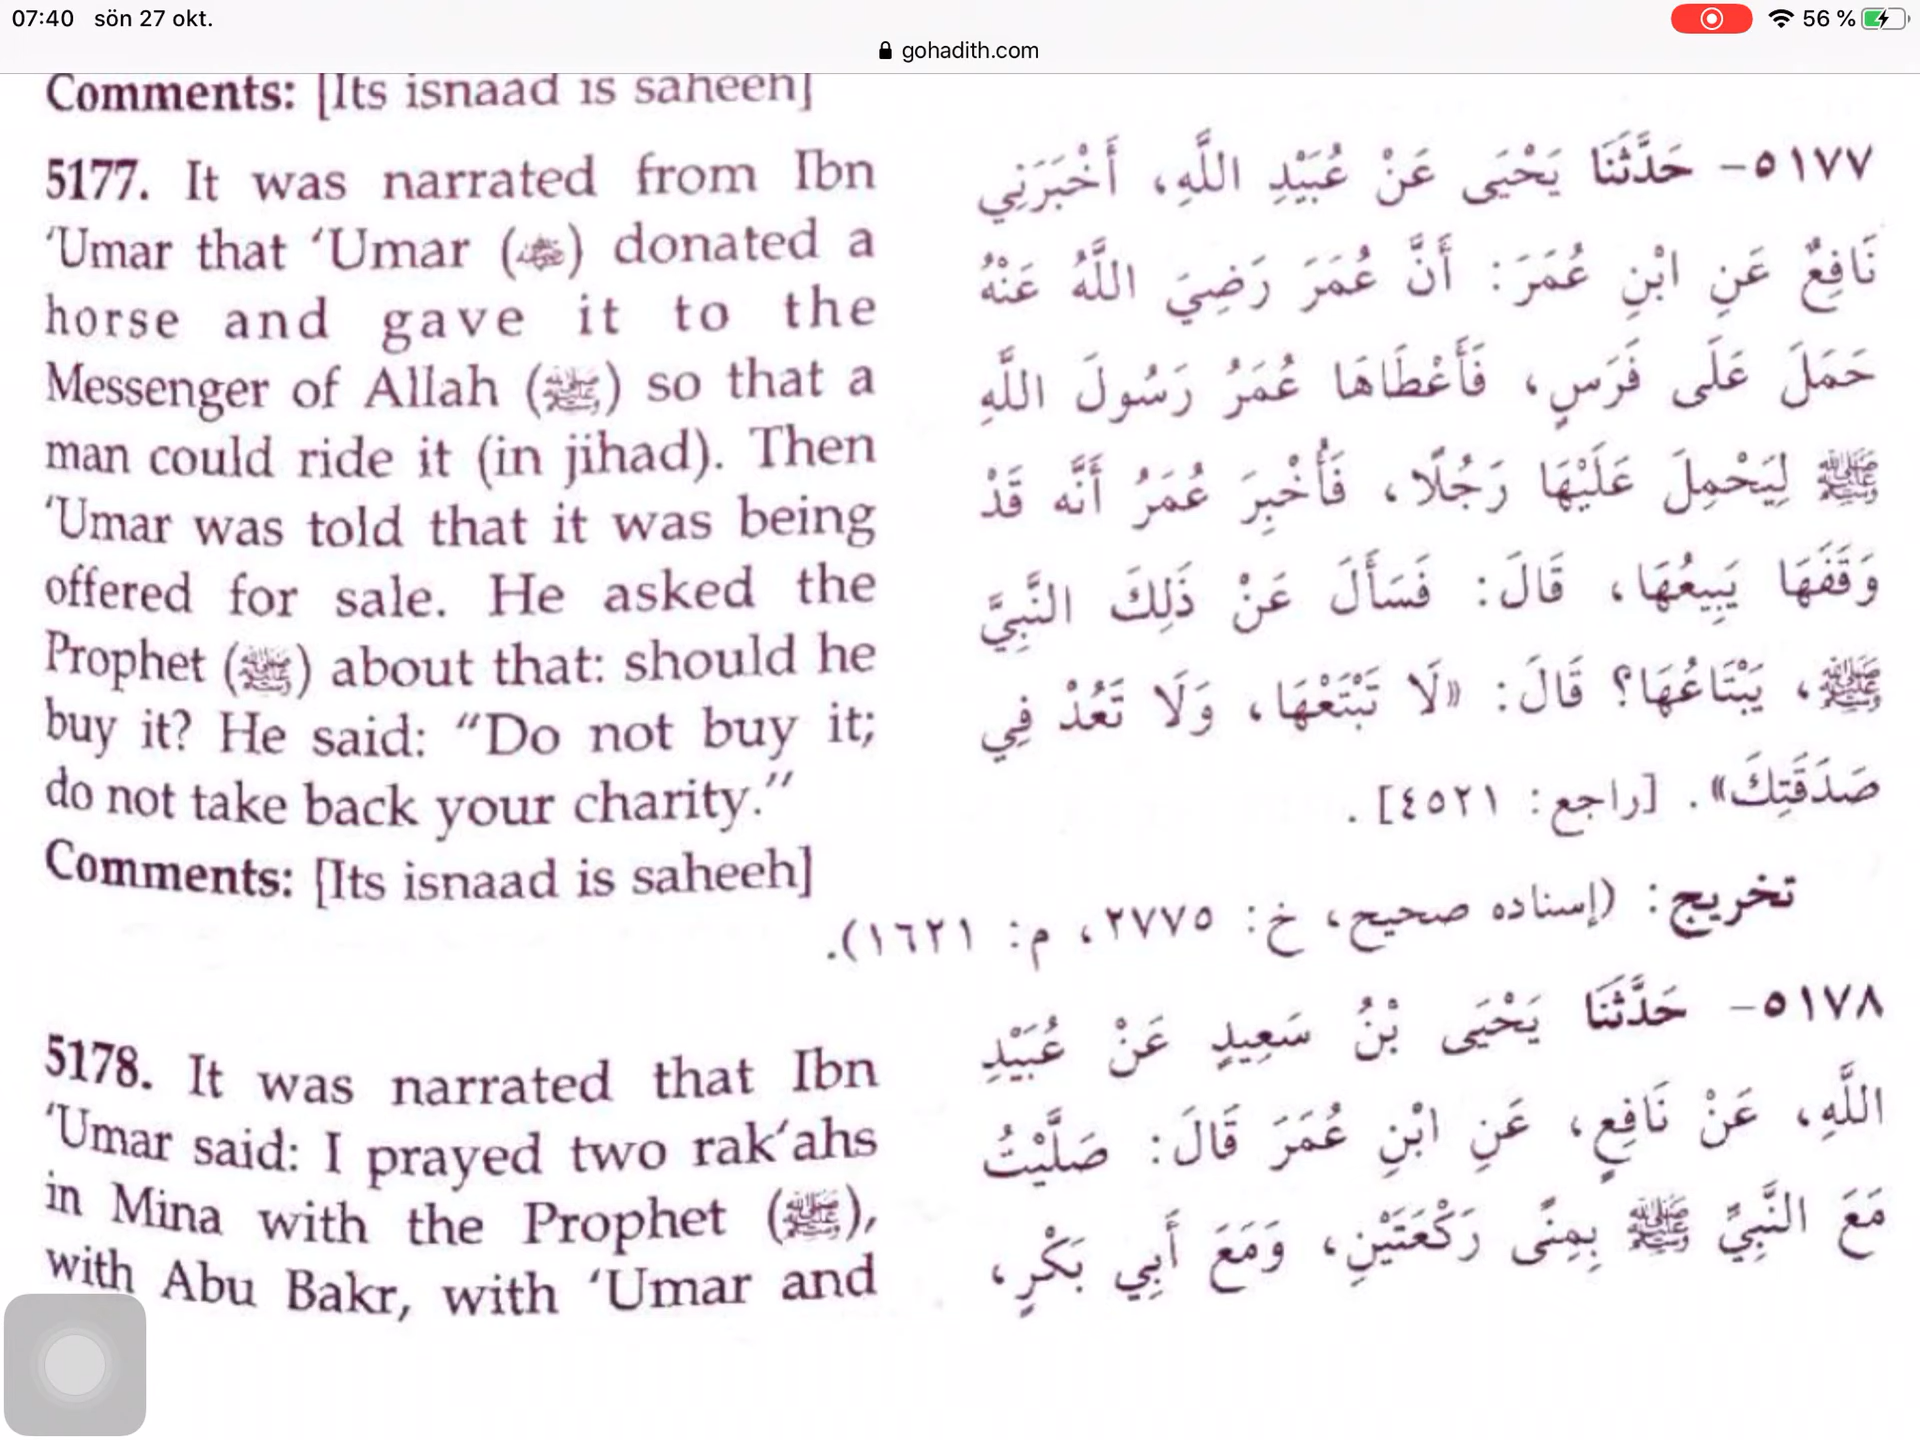 07:40 sön 27 okt.
56 %
gohadith.com
Comments: [Its isnaad is saheeh]
5177. It was narrated from Ibn
‘Umar that ‘Umar (رضي الله عنه) donated a
horse and gave it to the
Messenger of Allah (ﷺ) so that a
man could ride it (in jihad). Then
‘Umar was told that it was being
offered for sale. He asked the
Prophet (ﷺ) about that: should he
buy it? He said: “Do not buy it;
do not take back your charity.”
Comments: [Its isnaad is saheeh]
5178. It was narrated that Ibn
‘Umar said: I prayed two rak‘ahs
in Mina with the Prophet (ﷺ),
with Abu Bakr, with ‘Umar and
٥١٧٧- حَدَّثَنَا يَحْيَى عَنْ عُبَيْدِ اللَّهِ، أَخْبَرَنِي
نَافِعٌ عَنِ ابْنِ عُمَرَ: أَنَّ عُمَرَ رَضِيَ اللَّهُ عَنْهُ
حَمَلَ عَلَى فَرَسٍ، فَأَعْطَاهَا عُمَرُ رَسُولَ اللَّهِ
ﷺ لِيَحْمِلَ عَلَيْهَا رَجُلًا، فَأُخْبِرَ عُمَرُ أَنَّه قَدْ
وَقَفَهَا يَبِيعُهَا، قَالَ: فَسَأَلَ عَنْ ذَلِكَ النَّبِيَّ
ﷺ، يَبْتَاعُهَا؟ قَالَ: «لَا تَبْتَعْهَا، وَلَا تَعُدْ فِي
صَدَقَتِكَ». [راجع: ٤٥٢١].
تخريج: (إسناده صحيح، خ: ٢٧٧٥، م: ١٦٢١).
٥١٧٨- حَدَّثَنَا يَحْيَى بْنُ سَعِيدٍ عَنْ عُبَيْدِ
اللَّهِ، عَنْ نَافِعٍ، عَنِ ابْنِ عُمَرَ قَالَ: صَلَّيْتُ
مَعَ النَّبِيِّ ﷺ بِمِنًى رَكْعَتَيْنِ، وَمَعَ أَبِي بَكْرٍ،